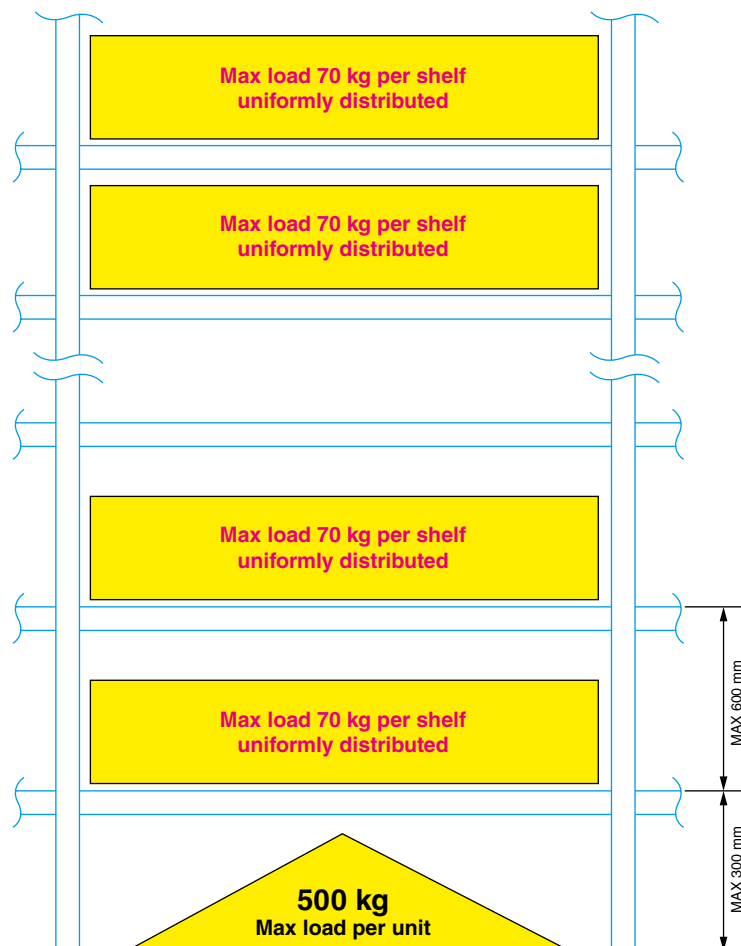 Max load 70 kg per shelf
uniformly distributed
Max load 70 kg per shelf
uniformly distributed
Max load 70 kg per shelf
uniformly distributed
MAX 600 mm
Max load 70 kg per shelf
uniformly distributed
MAX 300 mm
500 kg
Max load per unit